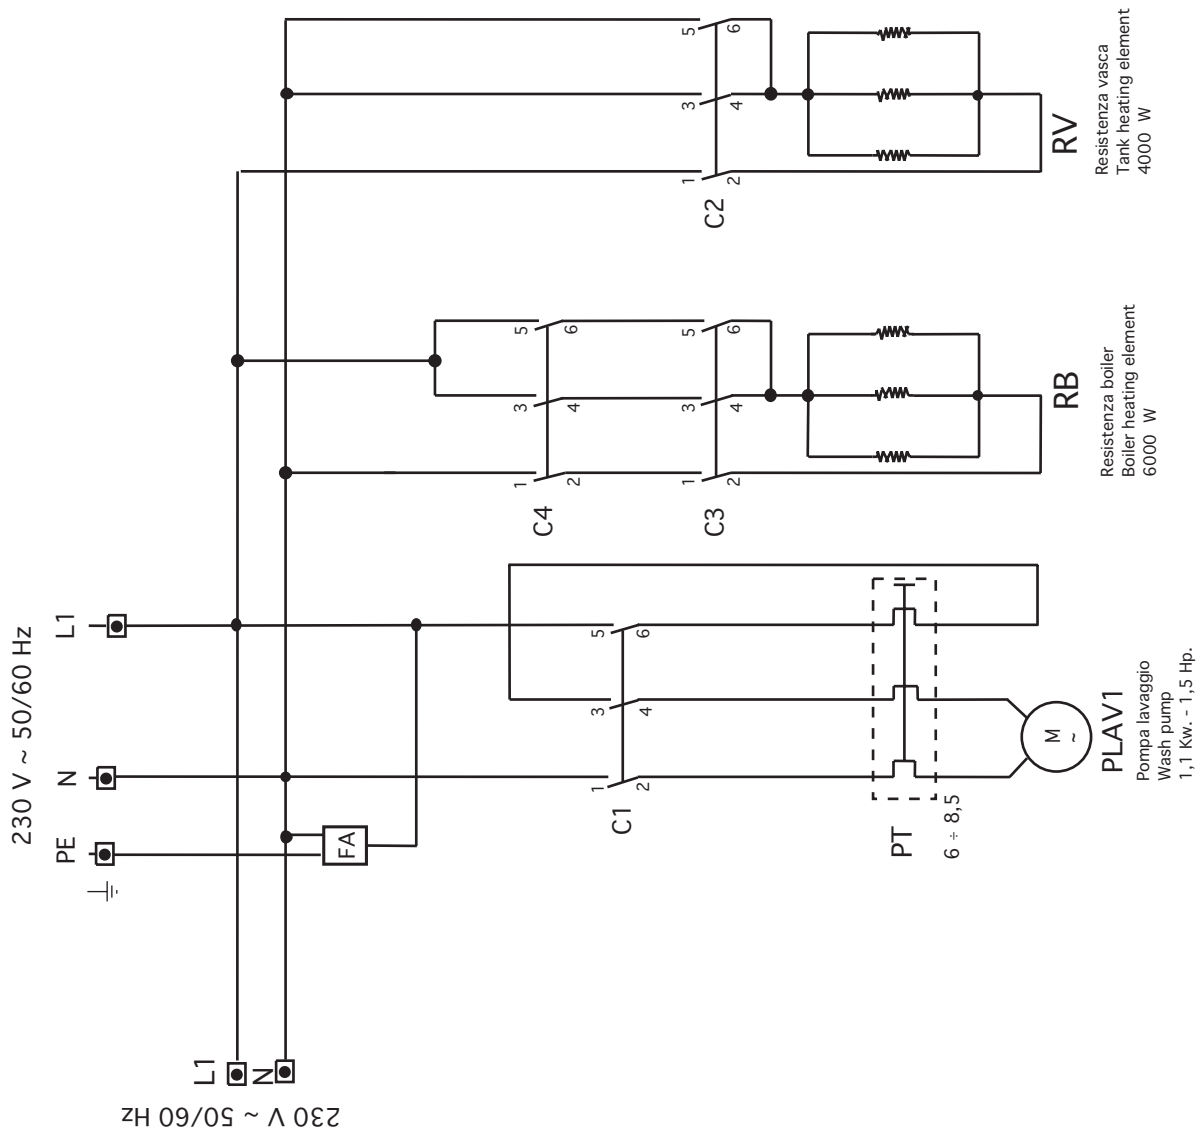 230 V ~ 50/60 Hz
PE
N
L1
FA
230 V ~ 50/60 Hz
L1
N
C1
1
2
3
4
5
6
PT
6 ÷ 8,5
M
~
PLAV1
Pompa lavaggio
Wash pump
1,1 Kw. - 1,5 Hp.
C4
1
2
3
4
5
6
C3
1
2
3
4
5
6
RB
Resistenza boiler
Boiler heating element
6000 W
C2
1
2
3
4
5
6
RV
Resistenza vasca
Tank heating element
4000 W